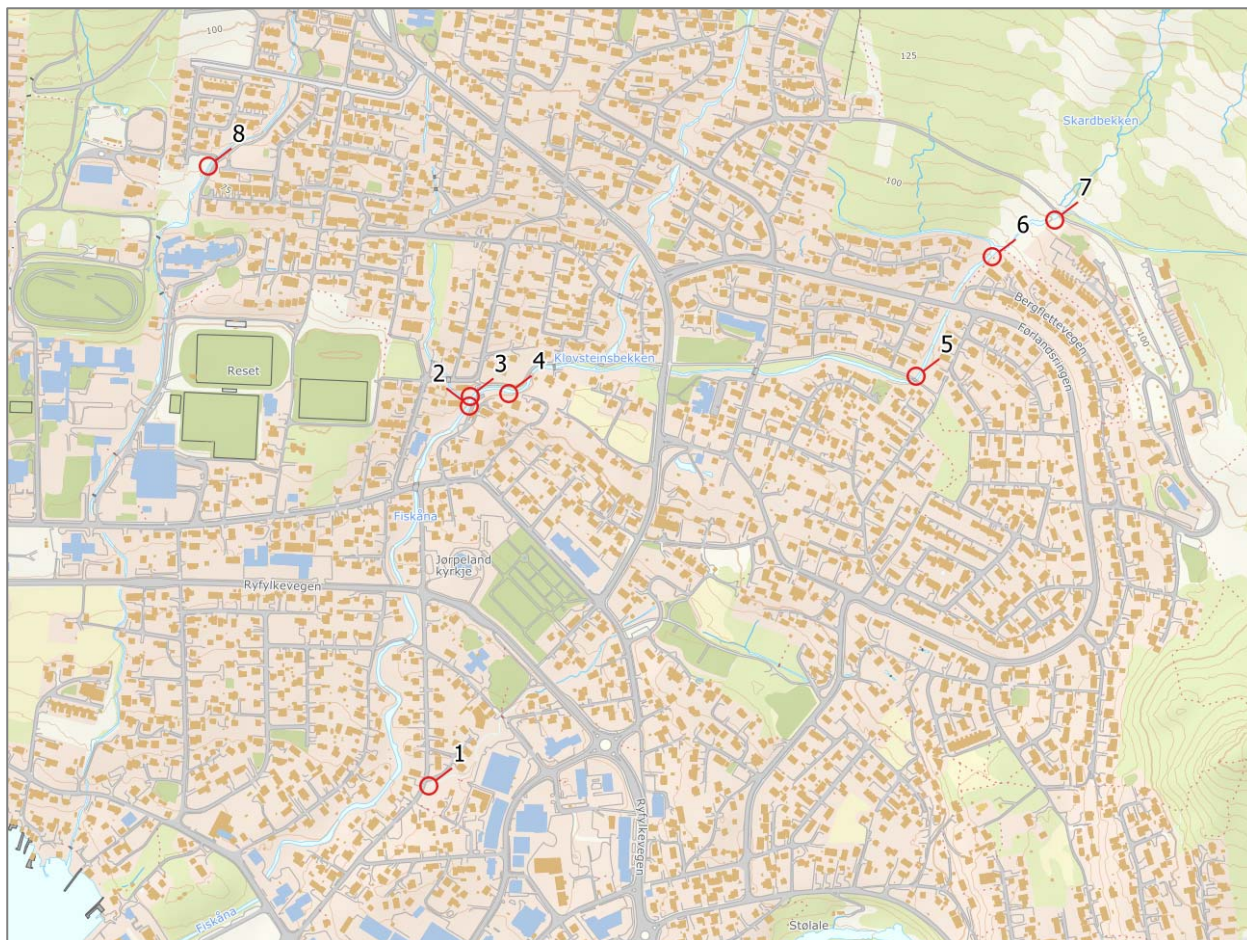 100
125
Skardbekken
8
100
7
6
Bergflettevegen
Førlandsringen
100
Kløvsteinsbekken
5
2
3
4
Reset
Fiskåna
Jørpeland
kyrkje
Ryfylkevegen
1
Ryfylkevegen
Fiskåna
Stølale